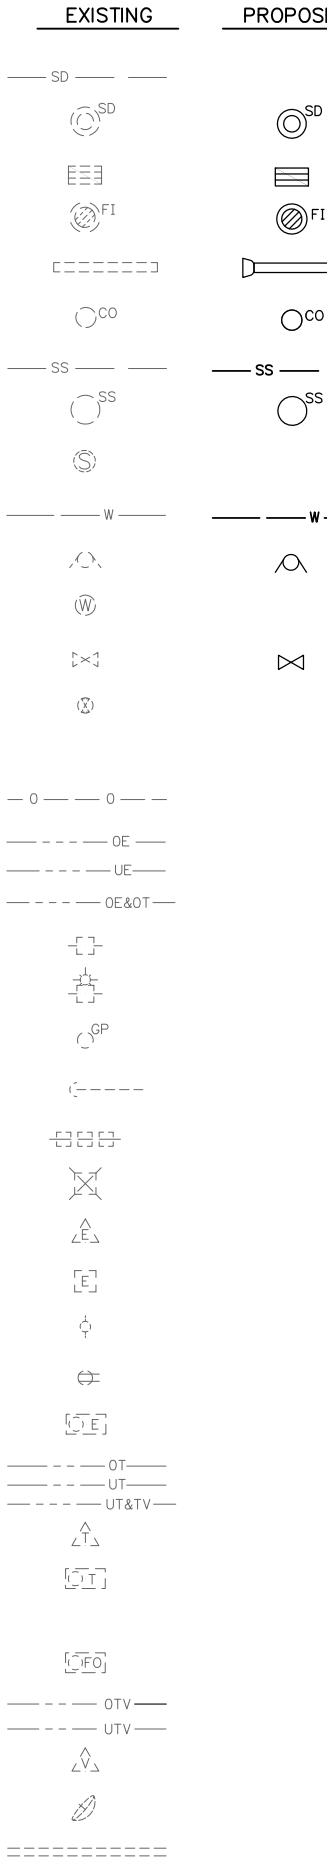 EXISTING PROPOSE
SD
SD SD
FI FI
CO CO
SS SS
SS SS
S
W W
W
O O
OE
UE
OE&OT
GP
E
E
E
OT
UT
UT&TV
T
T
FO
OTV
UTV
V